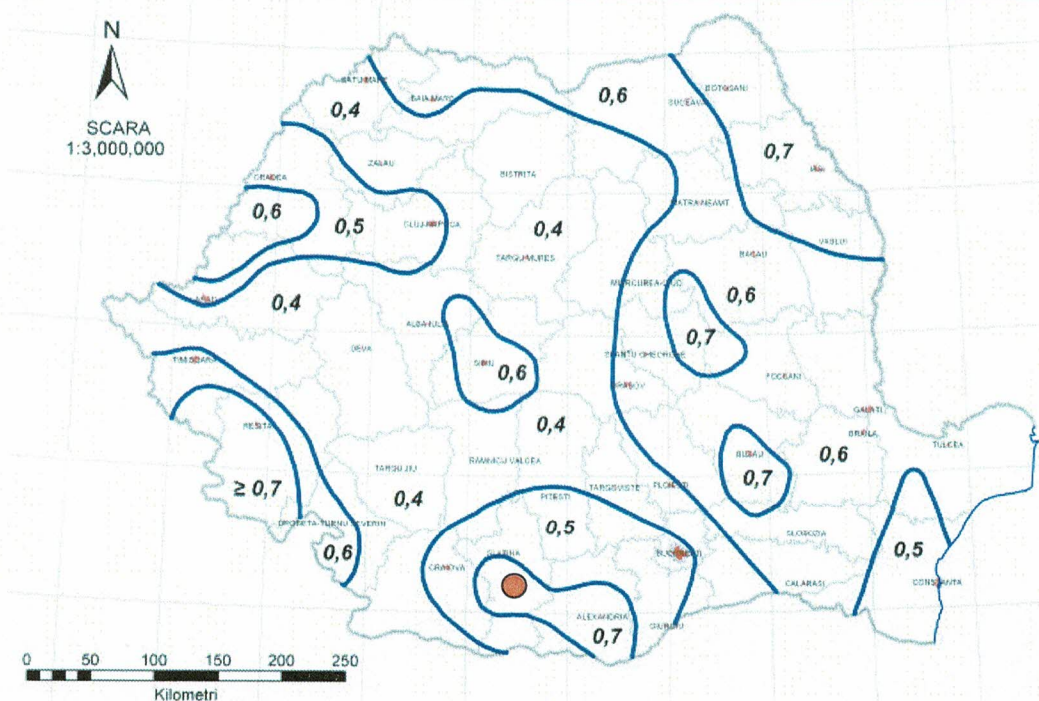 N
SCARA
1:3,000,000
SATU MARE
BAIA MARE
0,4
0,6
SUCEAVA
BOTOSANI
0,7
IASI
ZALAU
BISTRITA
ORADEA
0,6
0,5
CLUJ-NAPOCA
0,4
PIATRA NEAMT
VASLUI
TARGU-MURES
BACAU
MIERCUREA-CIUC
0,6
ARAD
0,4
ALBA IULIA
0,7
DEVA
SFANTU GHEORGHE
TIMISOARA
SIBIU
0,6
BRASOV
FOCSANI
RESITA
0,4
GALATI
BRAILA
TULCEA
BUZAU
0,6
0,7
TARGU JIU
RAMNICU VALCEA
≥ 0,7
0,4
PITESTI
TARGOVISTE
PLOIESTI
DROBETA-TURNU SEVERIN
0,5
SLOBOZIA
0,6
SLATINA
BUCURESTI
0,5
CRAIOVA
CALARASI
CONSTANTA
ALEXANDRIA
GIURGIU
0,7
0 50 100 150 200 250
Kilometri